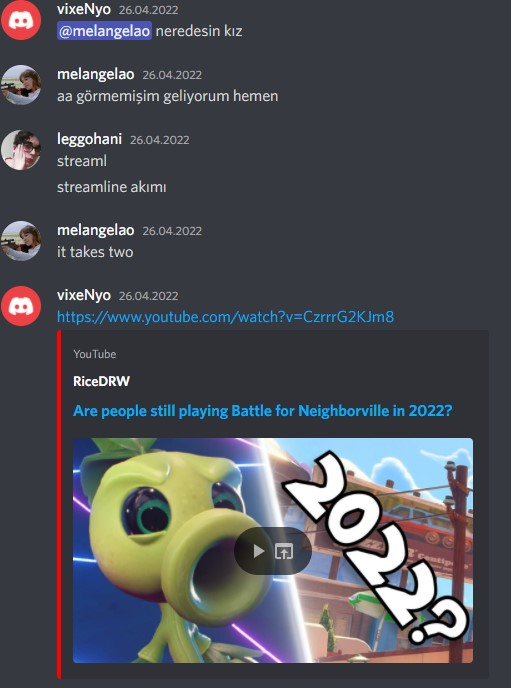 vixeNyo 26.04.2022
@melangelao neredesin kız
melangelao 26.04.2022
aa görmemişim geliyorum hemen
leggohani 26.04.2022
streaml
streamline akımı
melangelao 26.04.2022
it takes two
vixeNyo 26.04.2022
https://www.youtube.com/watch?v=CzrrrG2KJm8
YouTube
RiceDRW
Are people still playing Battle for Neighborville in 2022?
2022?